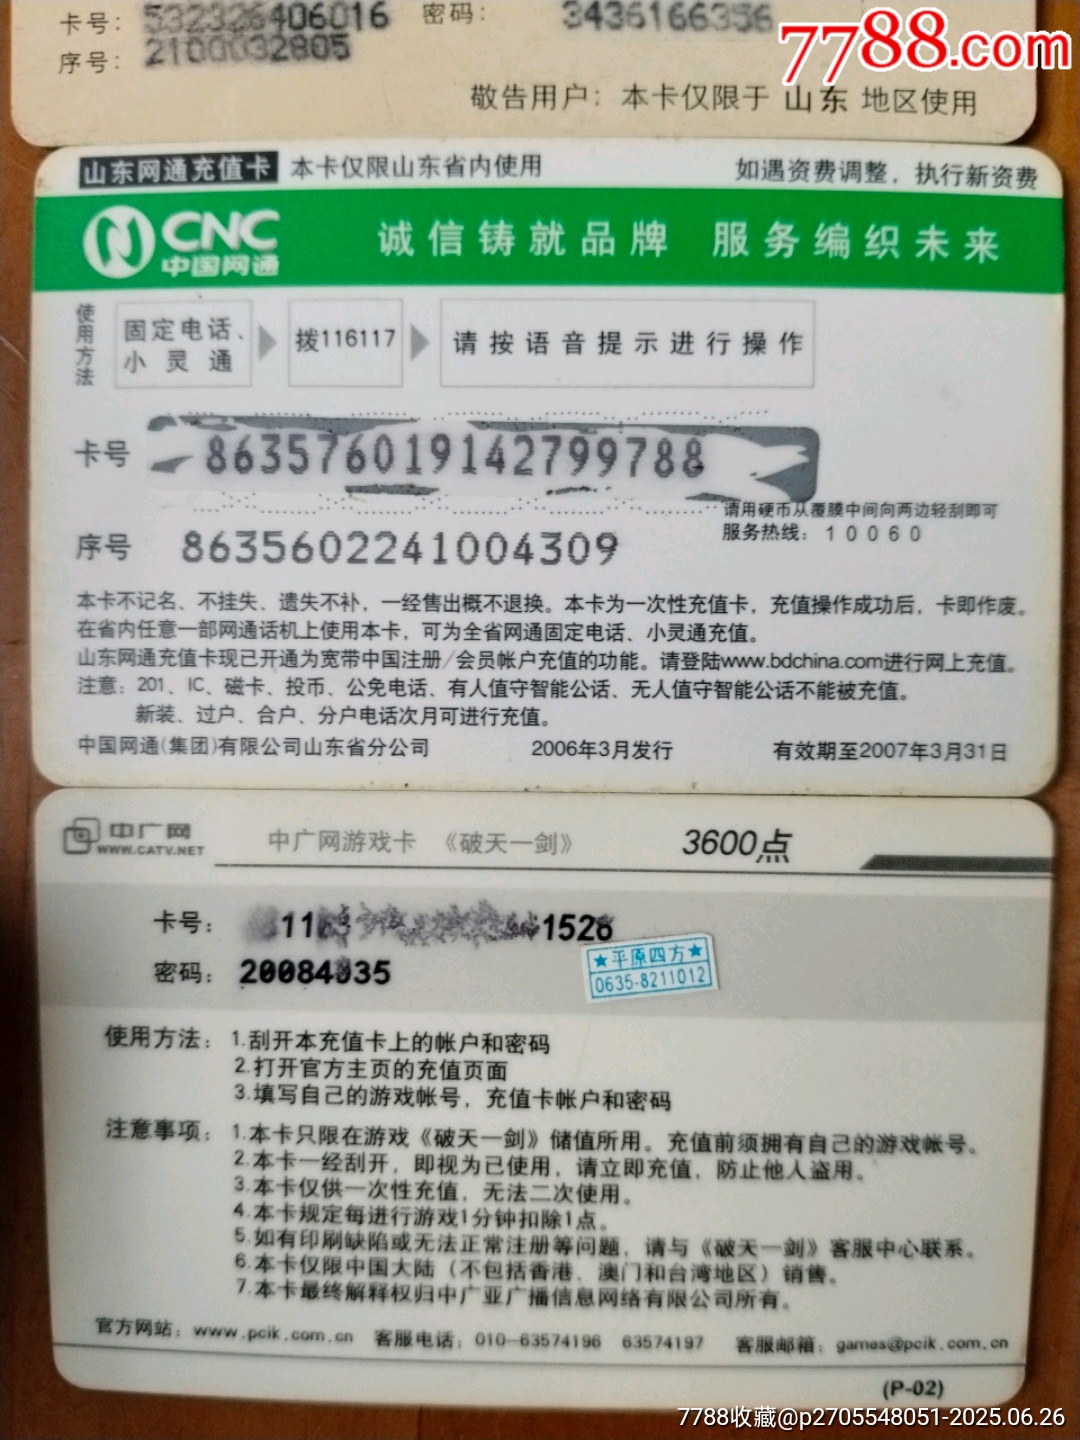 卡号：532326406016 密码：3436166356
序号：2100032805
7788.com
敬告用户：本卡仅限于 山东 地区使用
山东网通充值卡 本卡仅限山东省内使用 如遇资费调整，执行新资费
CNC
中国网通
诚信铸就品牌 服务编织未来
使用方法
固定电话、
小灵通
拨116117
请按语音提示进行操作
卡号 863576019142799788
请用硬币从覆膜中间向两边轻刮即可
服务热线：10060
序号 8635602241004309
本卡不记名、不挂失、遗失不补，一经售出概不退换。本卡为一次性充值卡，充值操作成功后，卡即作废。
在省内任意一部网通话机上使用本卡，可为全省网通固定电话、小灵通充值。
山东网通充值卡现已开通为宽带中国注册/会员帐户充值的功能。请登陆www.bdchina.com进行网上充值。
注意：201、IC、磁卡、投币、公免电话、有人值守智能公话、无人值守智能公话不能被充值。
新装、过户、合户、分户电话次月可进行充值。
中国网通(集团)有限公司山东省分公司 2006年3月发行 有效期至2007年3月31日
中广网
WWW.CATV.NET
中广网游戏卡 《破天一剑》 3600点
卡号： 11 1526
密码：20084035
★平原四方★
0635-8211012
使用方法：1.刮开本充值卡上的帐户和密码
2.打开官方主页的充值页面
3.填写自己的游戏帐号，充值卡帐户和密码
注意事项：1.本卡只限在游戏《破天一剑》储值所用。充值前须拥有自己的游戏帐号。
2.本卡一经刮开，即视为已使用，请立即充值，防止他人盗用。
3.本卡仅供一次性充值，无法二次使用。
4.本卡规定每进行游戏1分钟扣除1点。
5.如有印刷缺陷或无法正常注册等问题，请与《破天一剑》客服中心联系。
6.本卡仅限中国大陆（不包括香港、澳门和台湾地区）销售。
7.本卡最终解释权归中广亚广播信息网络有限公司所有。
官方网站：www.pcik.com.cn 客服电话：010-63574196 63574197 客服邮箱：games@pcik.com.cn
(P-02)
7788收藏@p2705548051-2025.06.26